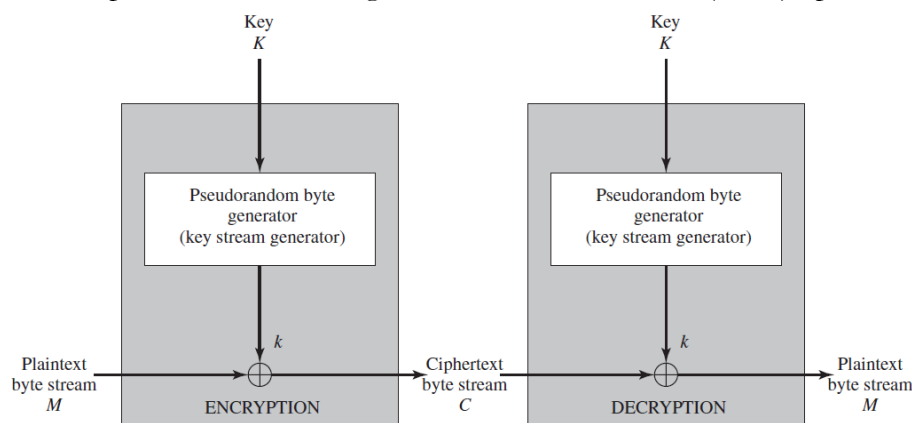 Key
K
Pseudorandom byte
generator
(key stream generator)
k
Plaintext
byte stream
M
ENCRYPTION
Ciphertext
byte stream
C
Key
K
Pseudorandom byte
generator
(key stream generator)
k
DECRYPTION
Plaintext
byte stream
M